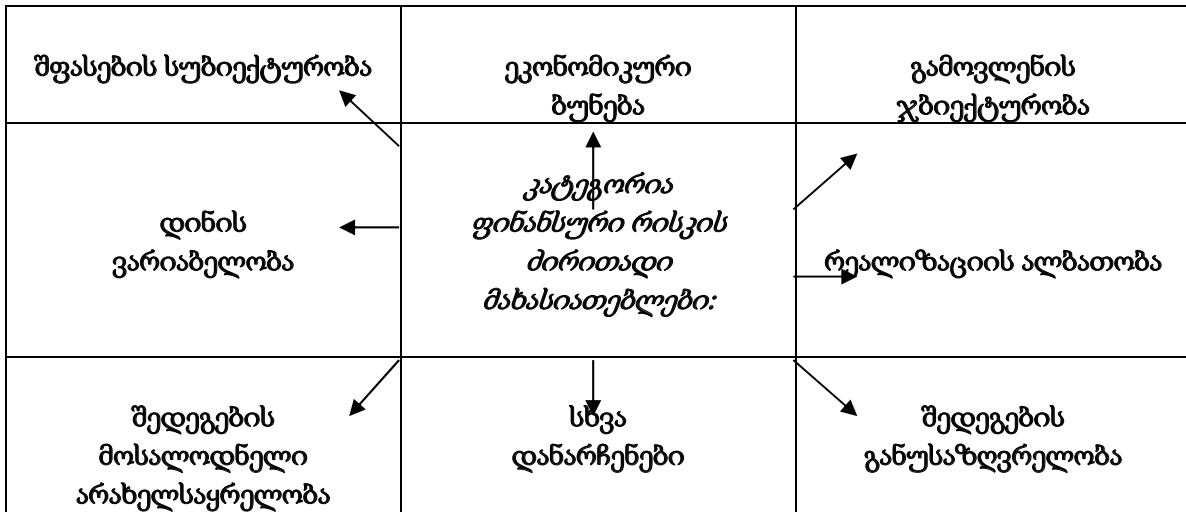 შფასების სუბიექტურობა
ეკონომიკური
ბუნება
გამოვლენის
ჯბიექტურობა
დინის
ვარიაბელობა
კატეგორია
ფინანსური რისკის
ძირითადი
მახასიათებლები:
რეალიზაციის ალბათობა
შედეგების
მოსალოდნელი
არახელსაყრელობა
სხვა
დანარჩენები
შედეგების
განუსაზღვრელობა